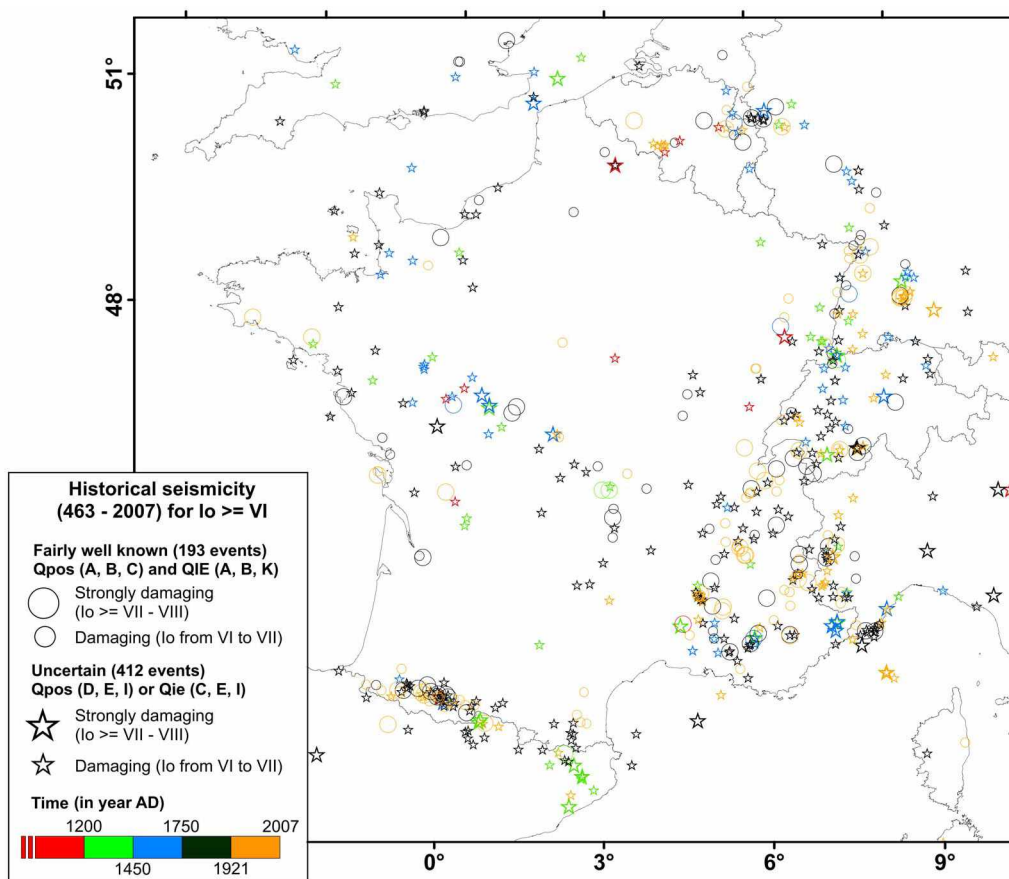 51°
48°
Historical seismicity
(463 - 2007) for Io >= VI
Fairly well known (193 events)
Qpos (A, B, C) and QIE (A, B, K)
Strongly damaging
(Io >= VII - VIII)
Damaging (Io from VI to VII)
Uncertain (412 events)
Qpos (D, E, I) or Qie (C, E, I)
Strongly damaging
(Io >= VII - VIII)
Damaging (Io from VI to VII)
Time (in year AD)
1200 1750 2007
1450 1921
0° 3° 6° 9°